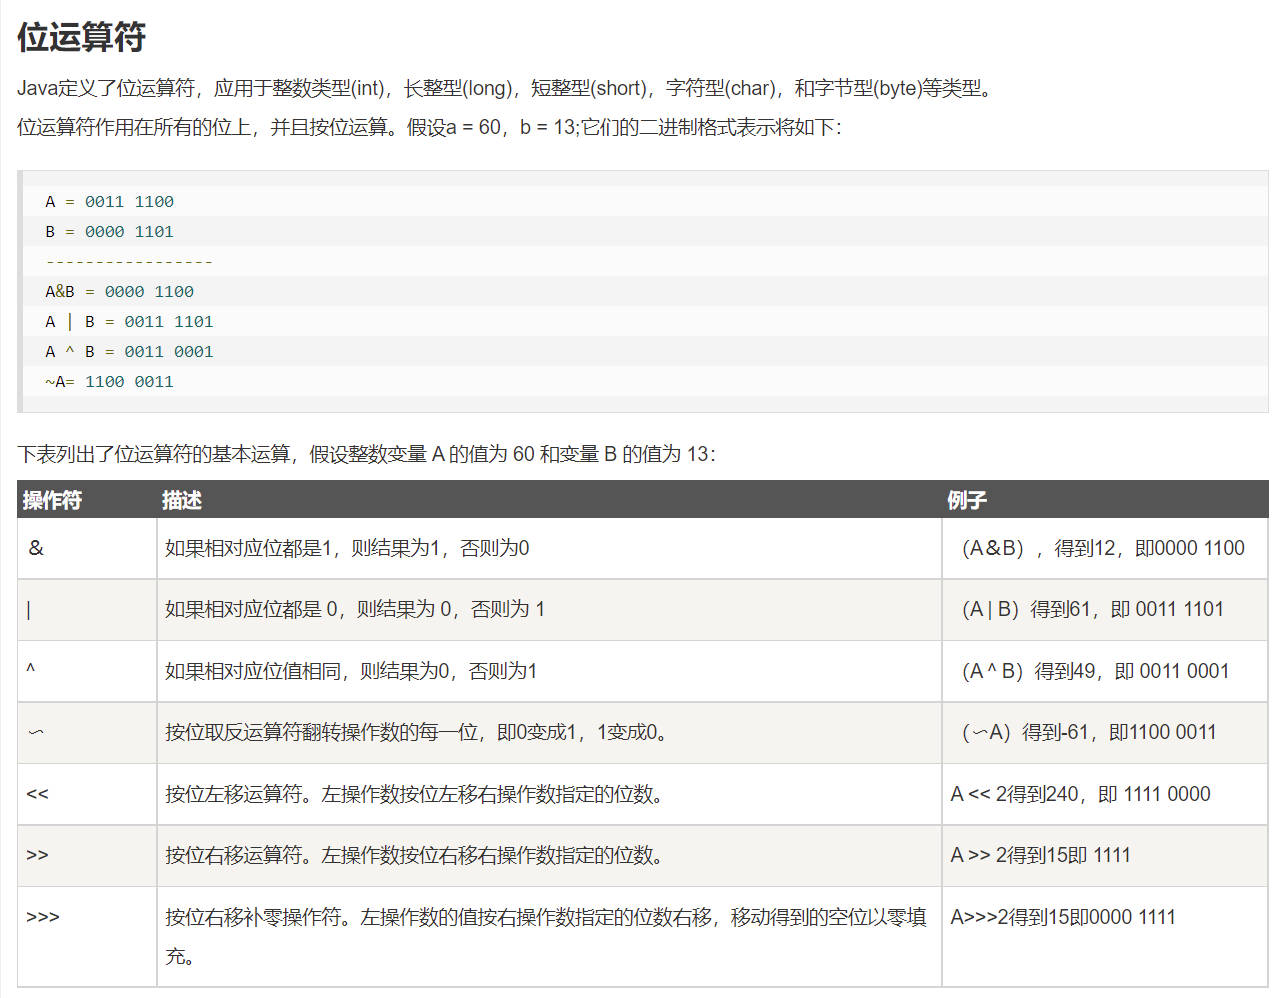 位运算符
Java定义了位运算符，应用于整数类型(int)，长整型(long)，短整型(short)，字符型(char)，和字节型(byte)等类型。
位运算符作用在所有的位上，并且按位运算。假设a = 60，b = 13;它们的二进制格式表示将如下：
A = 0011 1100
B = 0000 1101
-----------------
A&B = 0000 1100
A | B = 0011 1101
A ^ B = 0011 0001
~A= 1100 0011
下表列出了位运算符的基本运算，假设整数变量 A 的值为 60 和变量 B 的值为 13：
操作符 描述 例子
＆ 如果相对应位都是1，则结果为1，否则为0 （A＆B），得到12，即0000 1100
| 如果相对应位都是 0，则结果为 0，否则为 1 （A | B）得到61，即 0011 1101
^ 如果相对应位值相同，则结果为0，否则为1 （A ^ B）得到49，即 0011 0001
〜 按位取反运算符翻转操作数的每一位，即0变成1，1变成0。 （〜A）得到-61，即1100 0011
<< 按位左移运算符。左操作数按位左移右操作数指定的位数。 A << 2得到240，即 1111 0000
>> 按位右移运算符。左操作数按位右移右操作数指定的位数。 A >> 2得到15即 1111
>>> 按位右移补零操作符。左操作数的值按右操作数指定的位数右移，移动得到的空位以零填 A>>>2得到15即0000 1111
充。